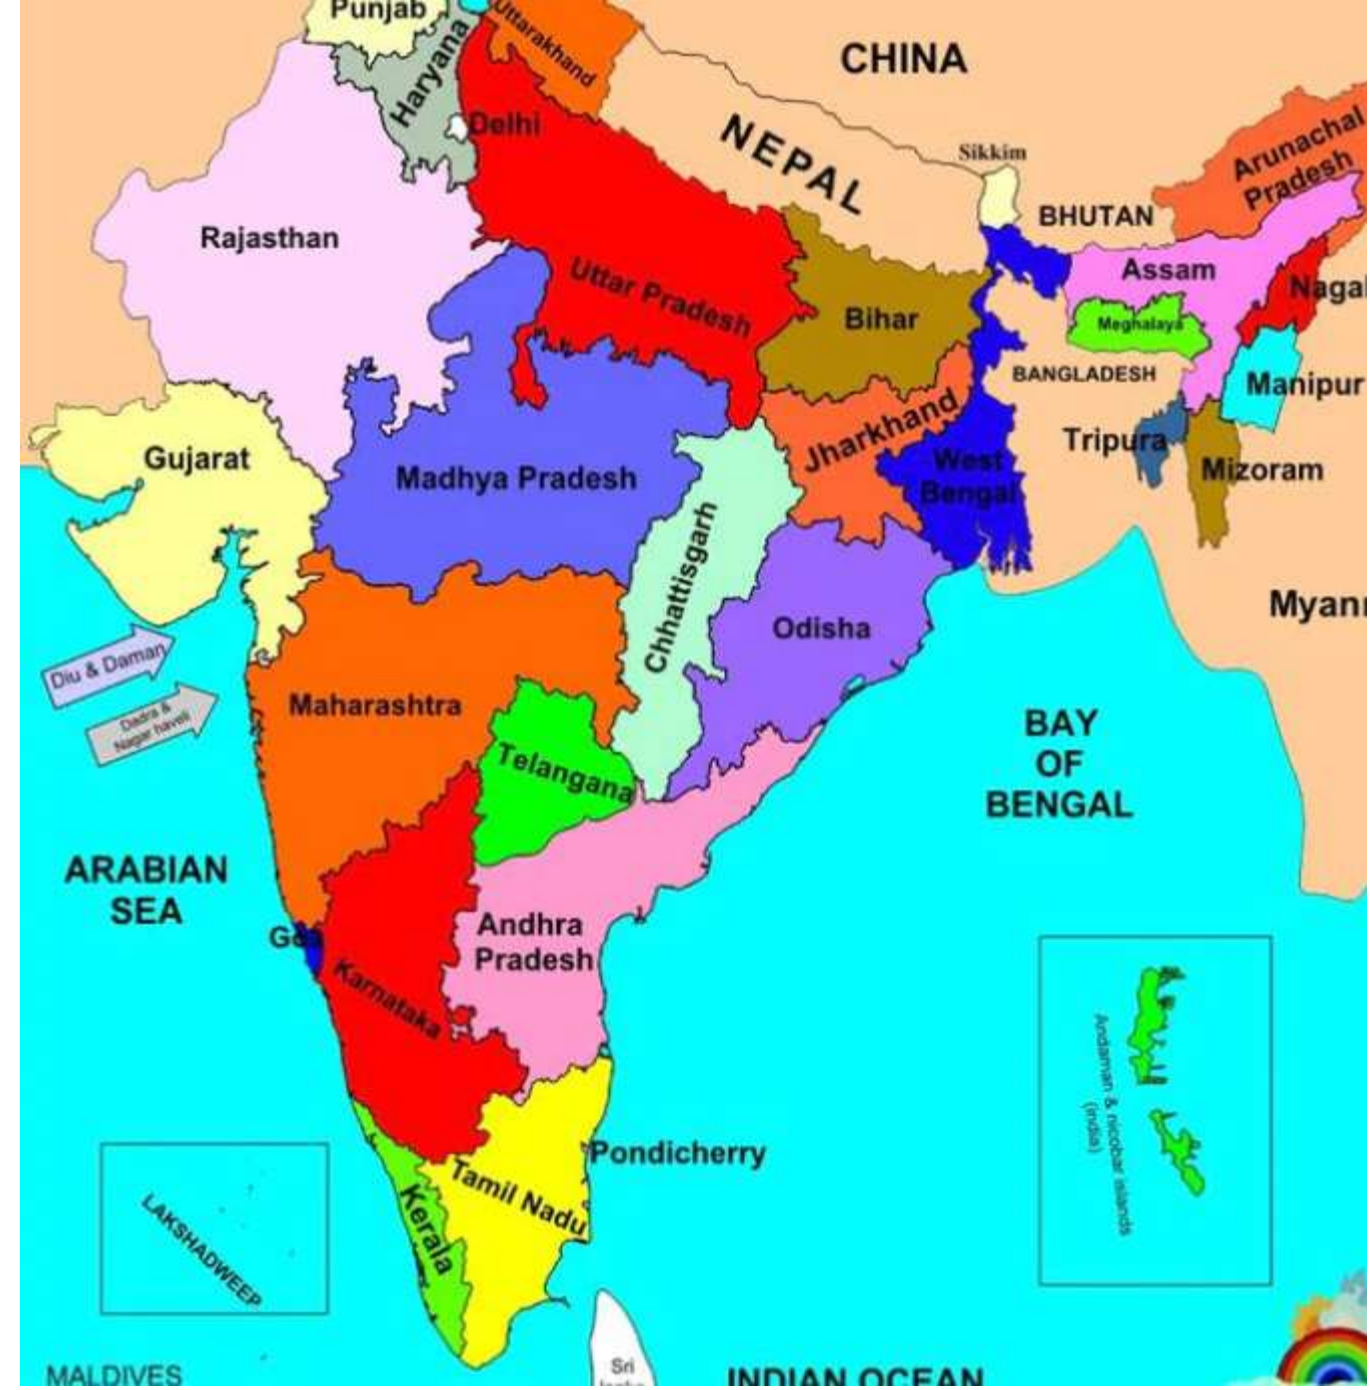 Punjab
Uttarakhand
Haryana
CHINA
Delhi
NEPAL
Sikkim
Arunachal
Pradesh
BHUTAN
Rajasthan
Assam
Uttar Pradesh
Nagal
Bihar
Meghalaya
BANGLADESH
Manipur
Jharkhand
Tripura
Gujarat
West
Bengal
Mizoram
Madhya Pradesh
Chhattisgarh
Myanr
Odisha
Diu & Daman
Maharashtra
Dadra &
Nagar haveli
BAY
OF
BENGAL
Telangana
ARABIAN
SEA
Andhra
Pradesh
Goa
Karnataka
Andaman & nicobar islands
(india)
Pondicherry
Tamil Nadu
Kerala
LAKSHADWEEP
Sri
MALDIVES
INDIAN OCEAN